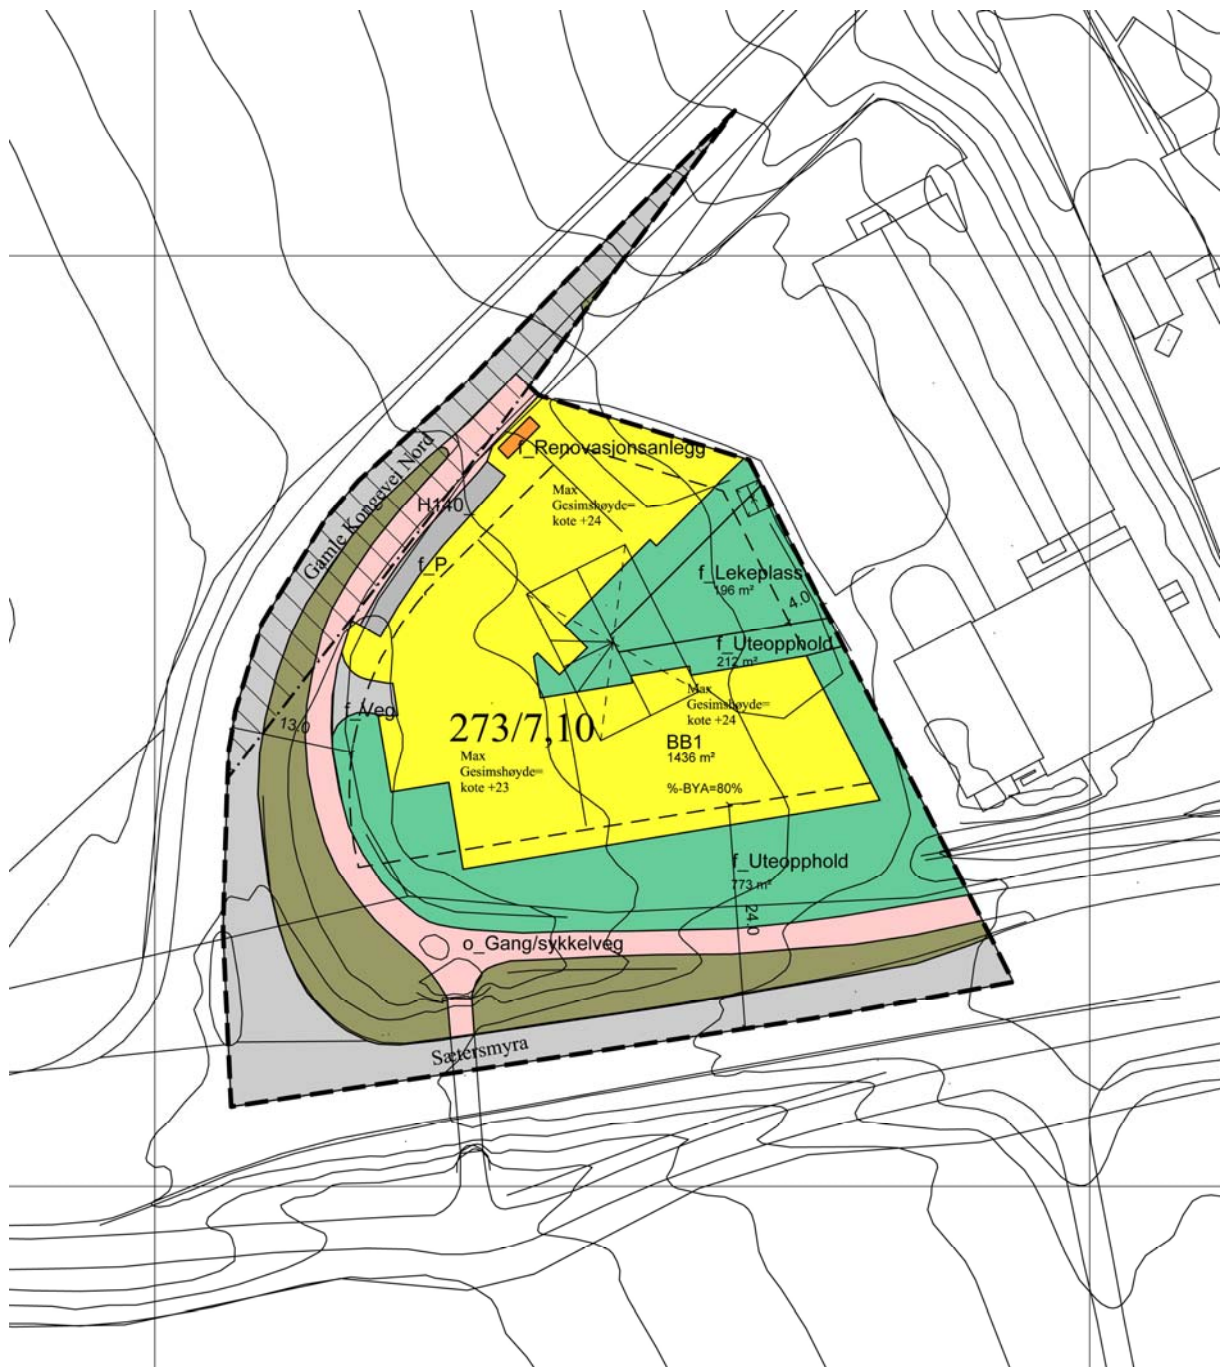 Gamle Kongevei Nord
f_Renovasjonsanlegg
H140_
Max
Gesimshøyde=
kote +24
f_P
f_Lekeplass
196 m²
4.0
f_Uteopphold
212 m²
f_Veg
13.0
273/7,10
Max
Gesimshøyde=
kote +24
BB1
1436 m²
Max
Gesimshøyde=
kote +23
%-BYA=80%
f_Uteopphold
773 m²
24.0
o_Gang/sykkelveg
Sætersmyra